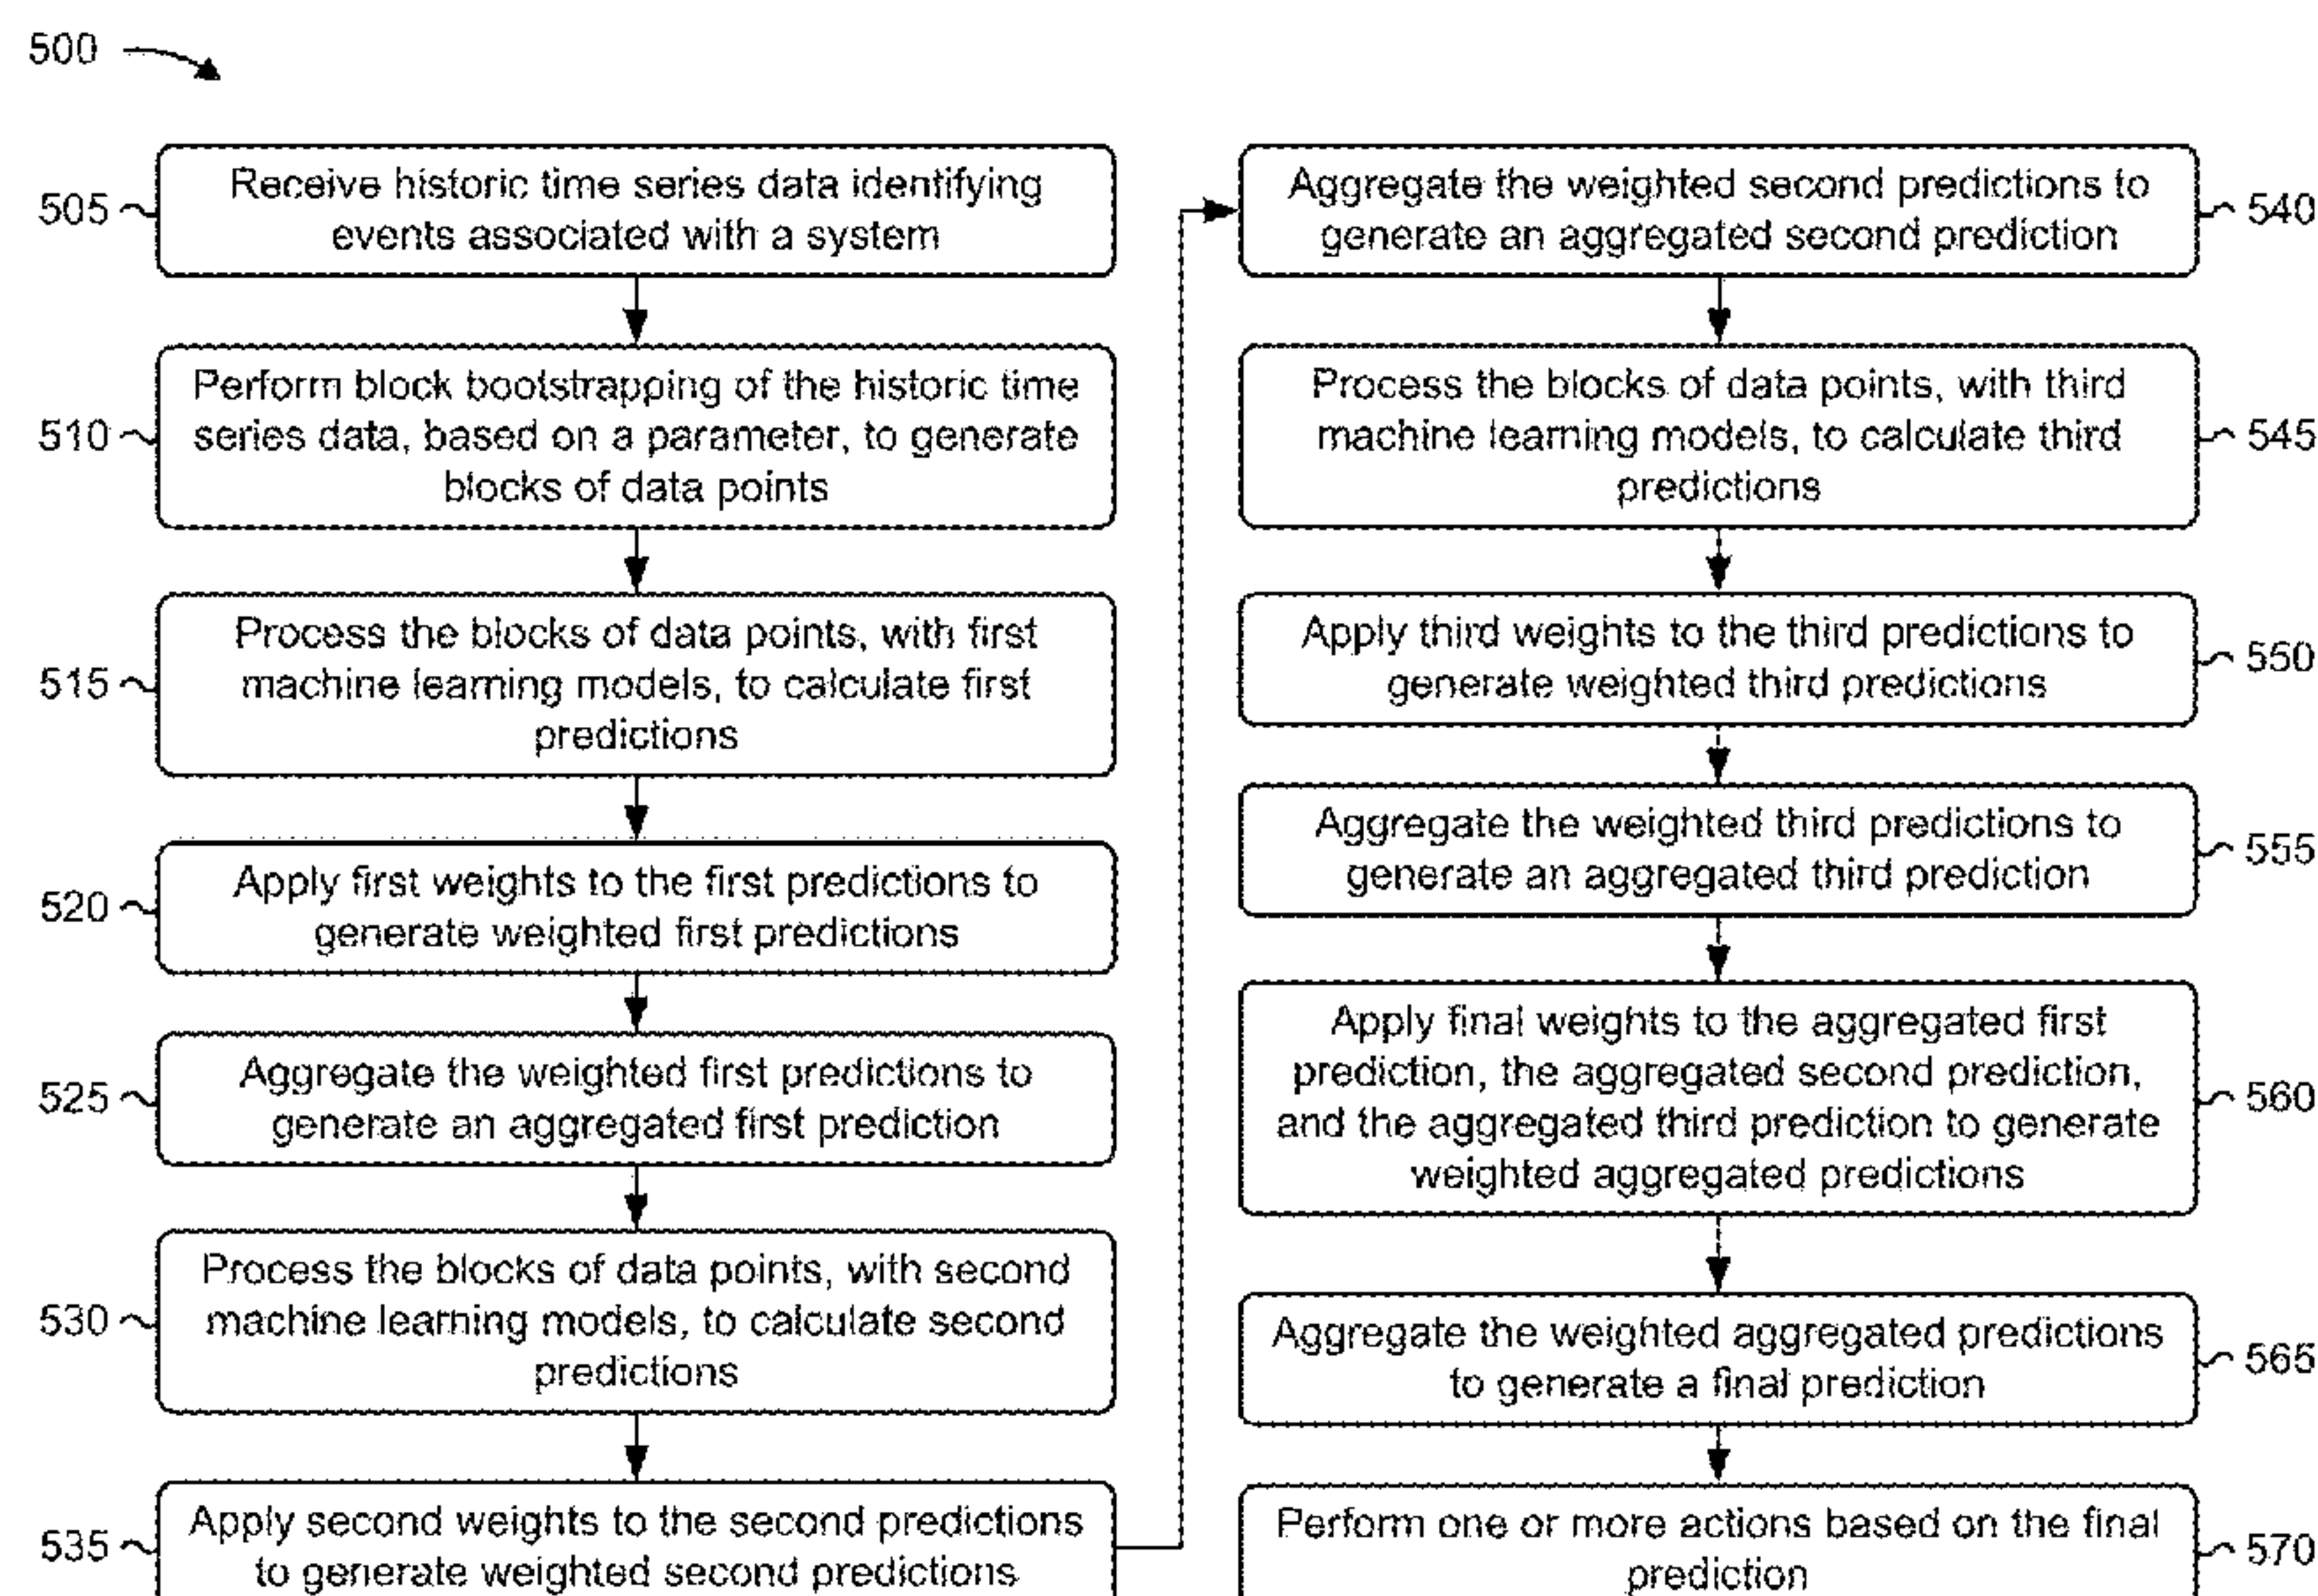 500
505
Receive historic time series data identifying
events associated with a system
510
Perform block bootstrapping of the historic time
series data, based on a parameter, to generate
blocks of data points
515
Process the blocks of data points, with first
machine learning models, to calculate first
predictions
520
Apply first weights to the first predictions to
generate weighted first predictions
525
Aggregate the weighted first predictions to
generate an aggregated first prediction
530
Process the blocks of data points, with second
machine learning models, to calculate second
predictions
535
Apply second weights to the second predictions
to generate weighted second predictions
Aggregate the weighted second predictions to
generate an aggregated second prediction
540
Process the blocks of data points, with third
machine learning models, to calculate third
predictions
545
Apply third weights to the third predictions to
generate weighted third predictions
550
Aggregate the weighted third predictions to
generate an aggregated third prediction
555
Apply final weights to the aggregated first
prediction, the aggregated second prediction,
and the aggregated third prediction to generate
weighted aggregated predictions
560
Aggregate the weighted aggregated predictions
to generate a final prediction
565
Perform one or more actions based on the final
prediction
570